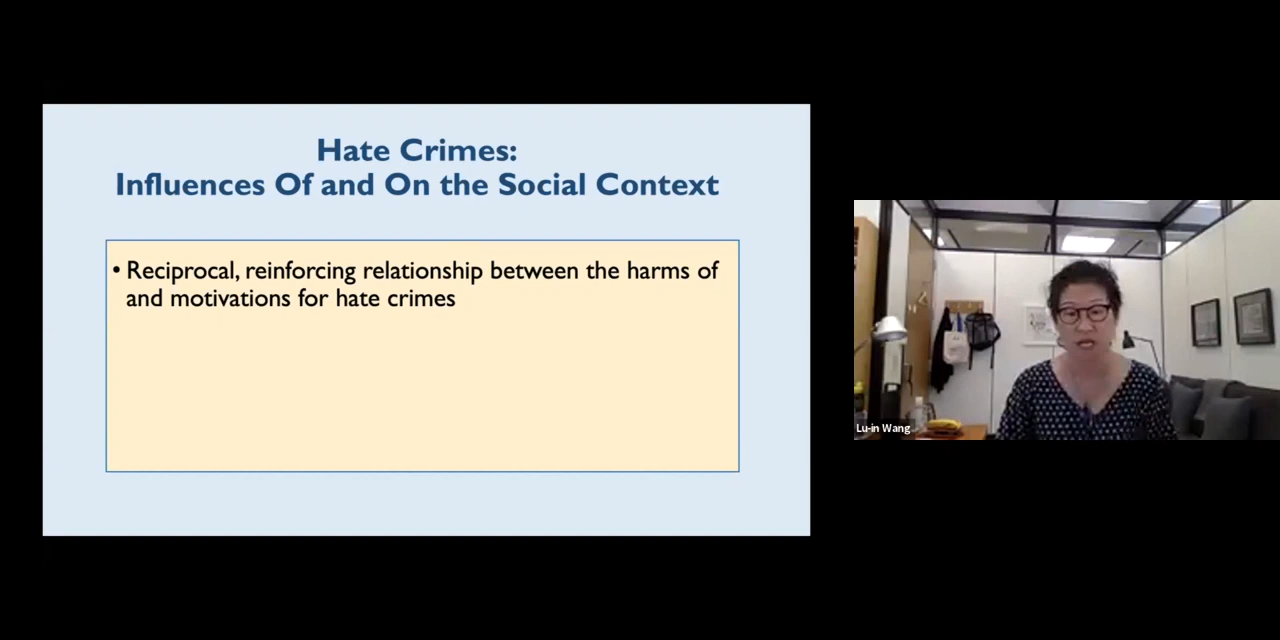 Hate Crimes:
Influences Of and On the Social Context
• Reciprocal, reinforcing relationship between the harms of
and motivations for hate crimes
Lu-in Wang